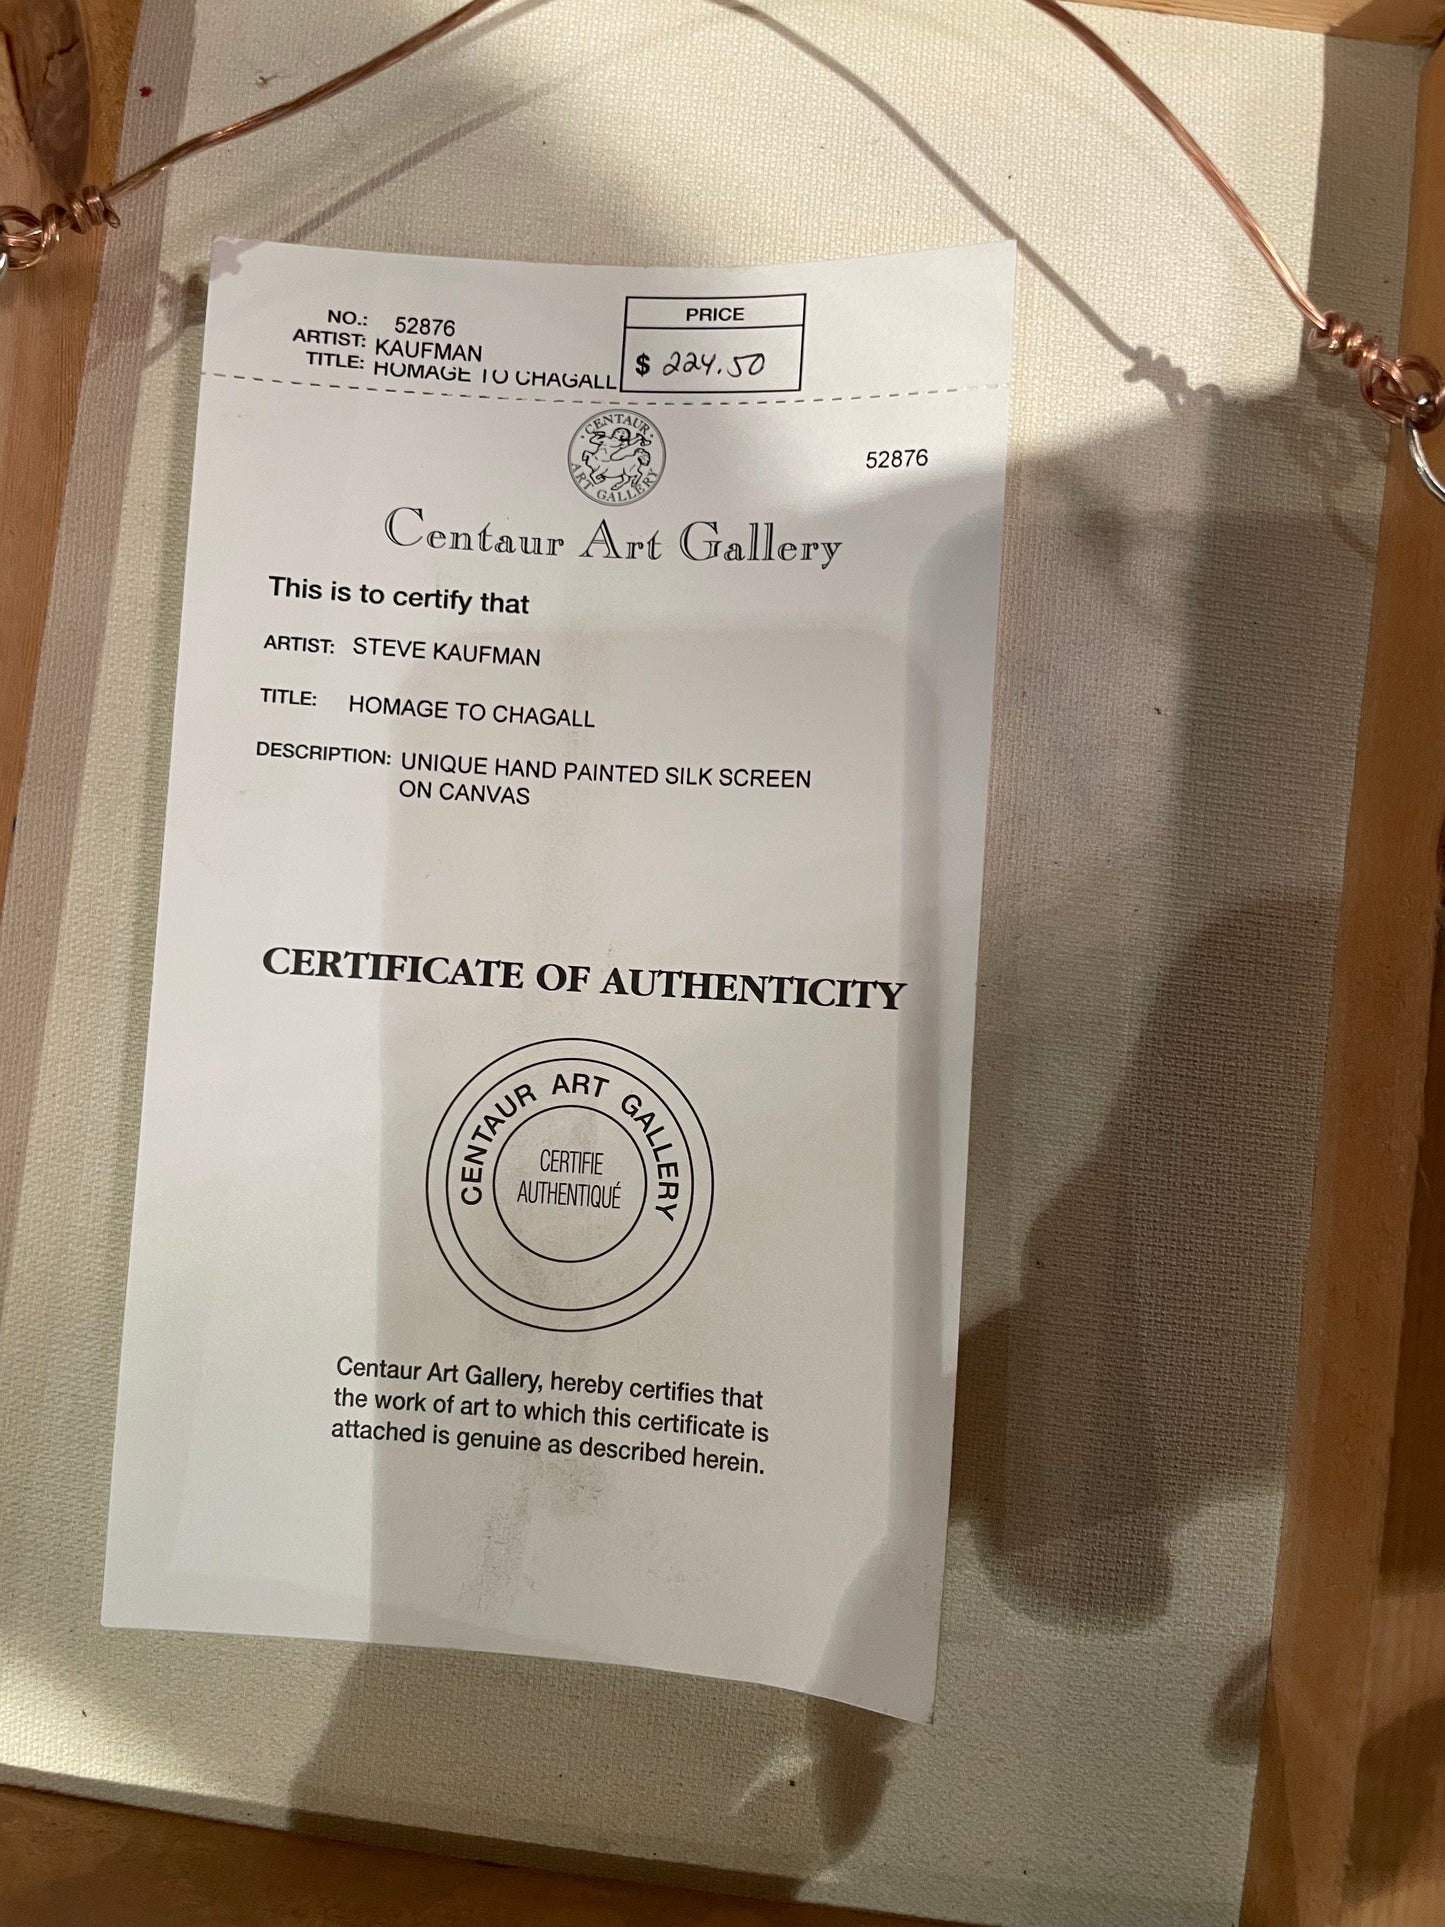 NO.: 52876
ARTIST: KAUFMAN
TITLE: HOMAGE TO CHAGALL
PRICE
$ 224.50
CENTAUR
ART GALLERY
52876
Centaur Art Gallery
This is to certify that
ARTIST: STEVE KAUFMAN
TITLE: HOMAGE TO CHAGALL
DESCRIPTION: UNIQUE HAND PAINTED SILK SCREEN
ON CANVAS
CERTIFICATE OF AUTHENTICITY
CENTAUR ART GALLERY
CERTIFIE
AUTHENTIQUÉ
Centaur Art Gallery, hereby certifies that
the work of art to which this certificate is
attached is genuine as described herein.